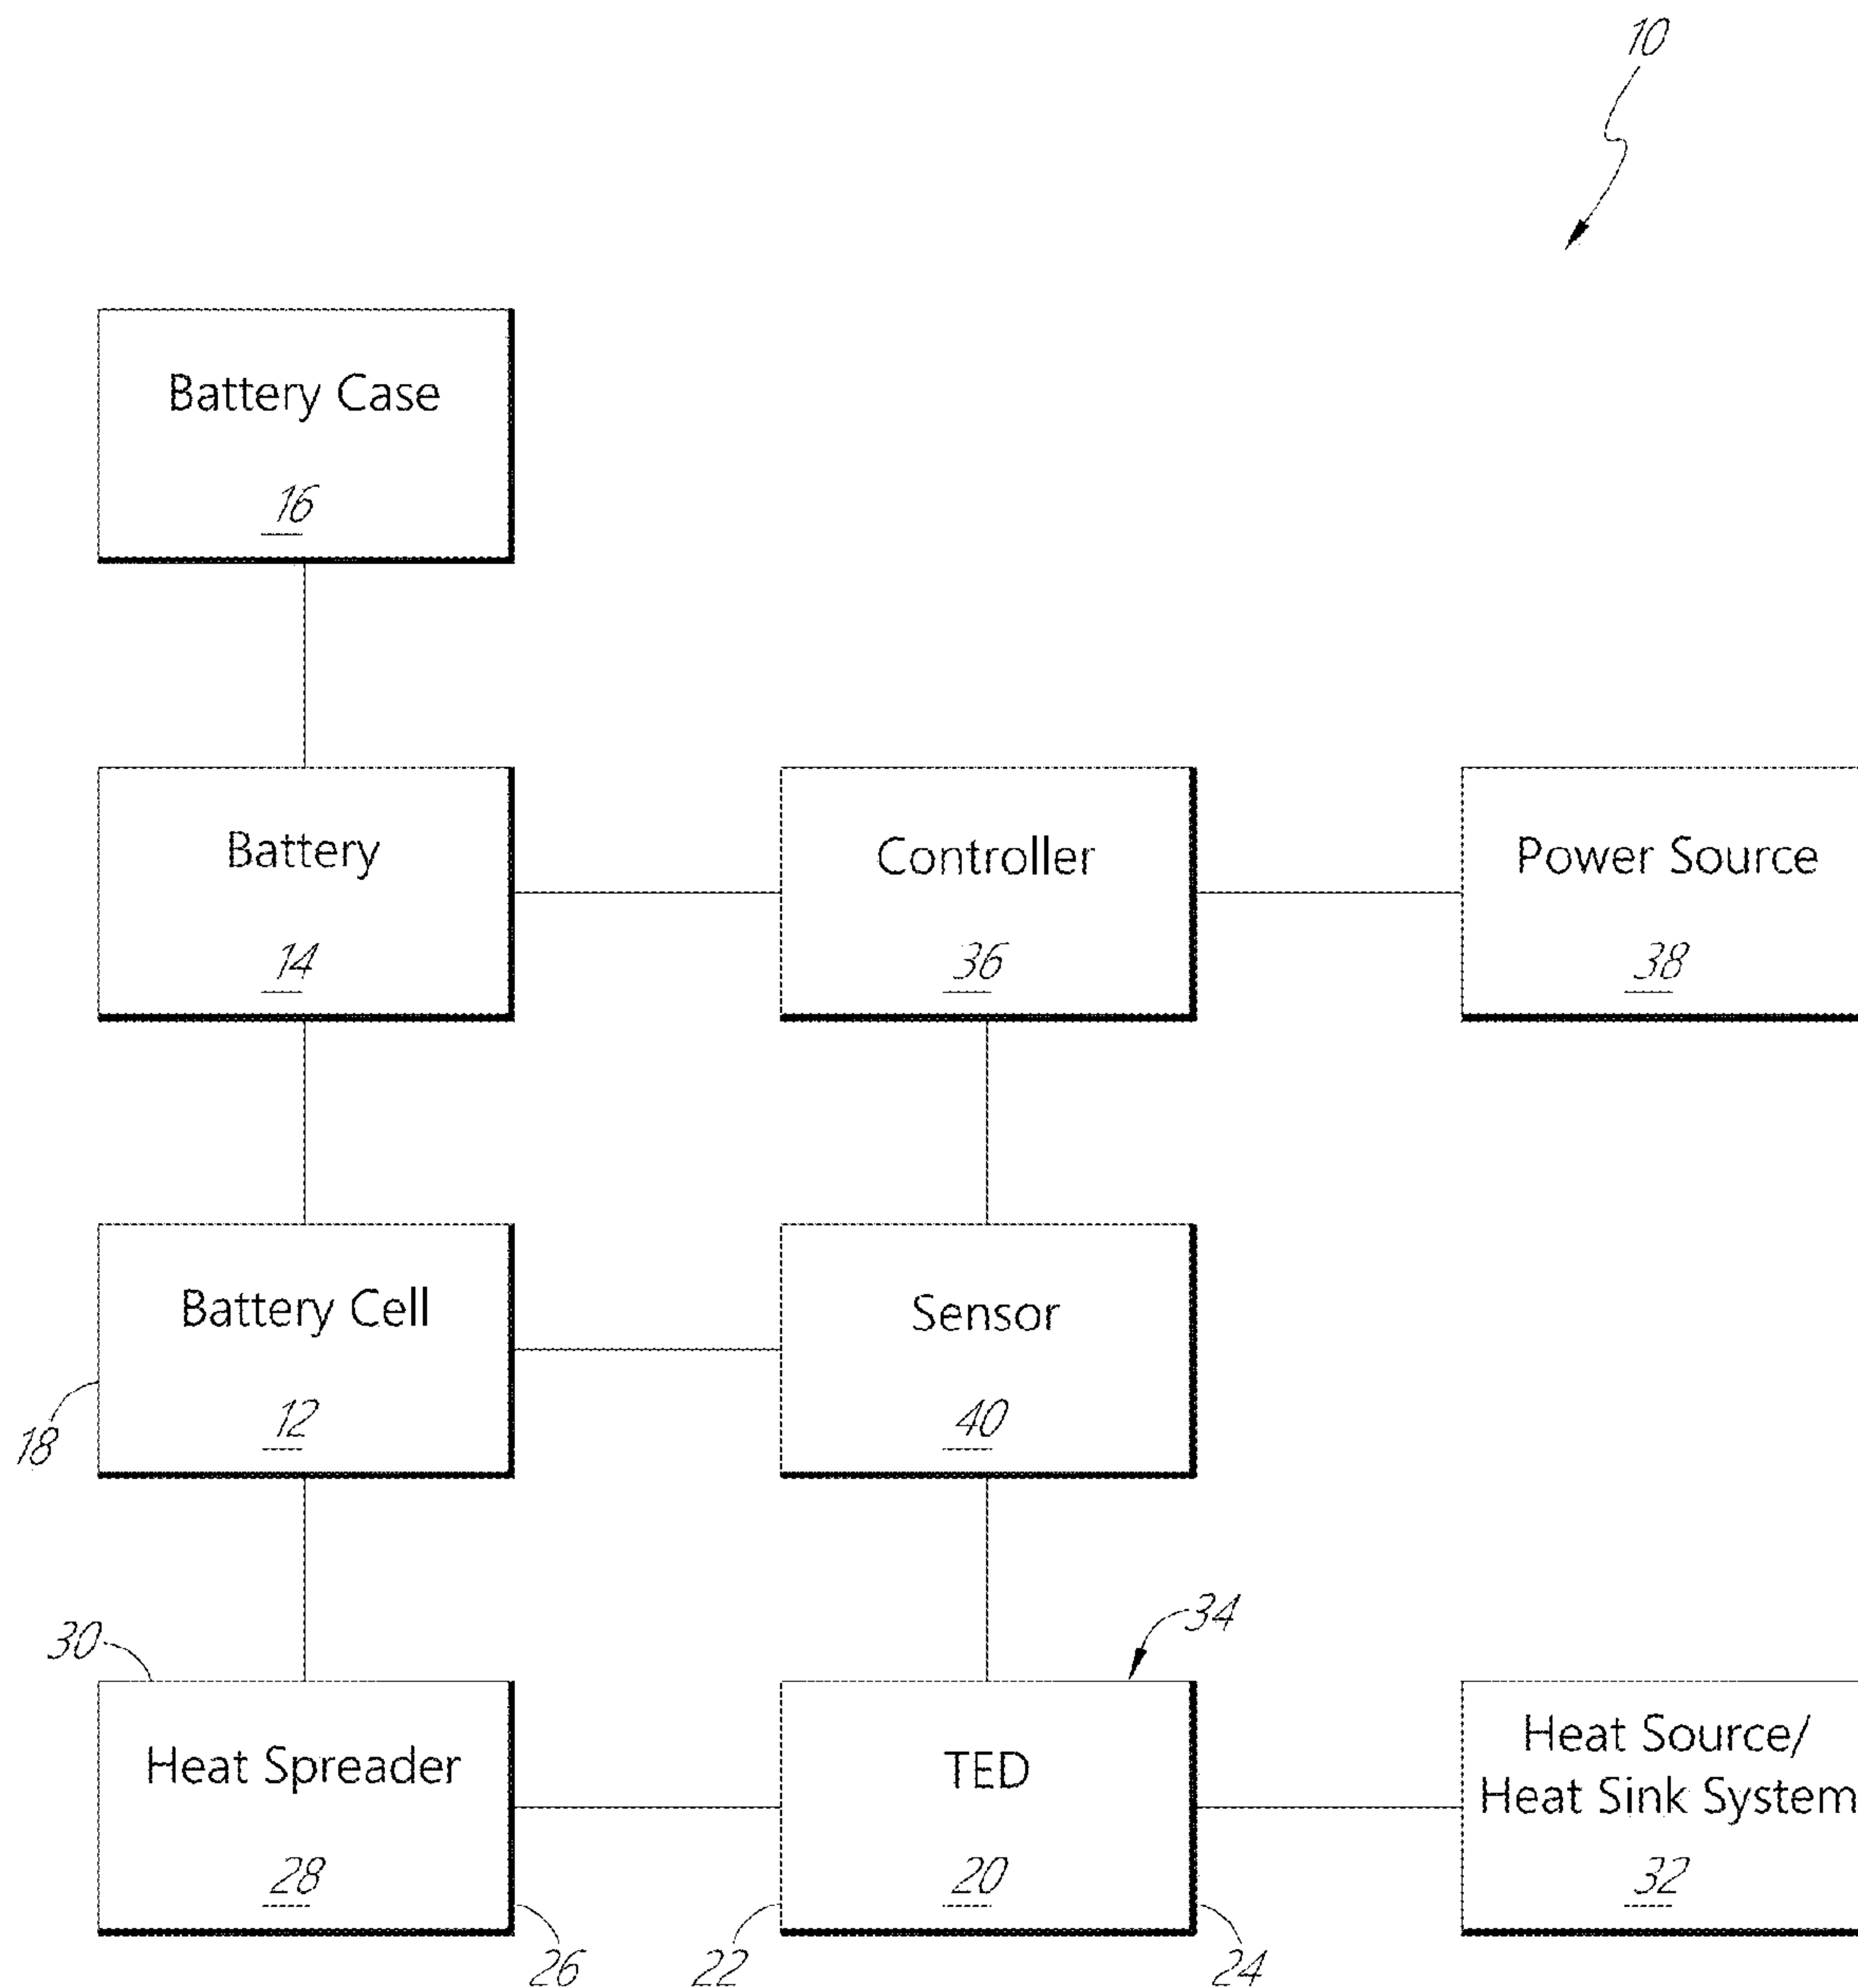 10
Battery Case
16
Battery
14
Controller
36
Power Source
38
Battery Cell
12
18
Sensor
40
30
34
Heat Spreader
28
26
TED
20
22
24
Heat Source/
Heat Sink System
32